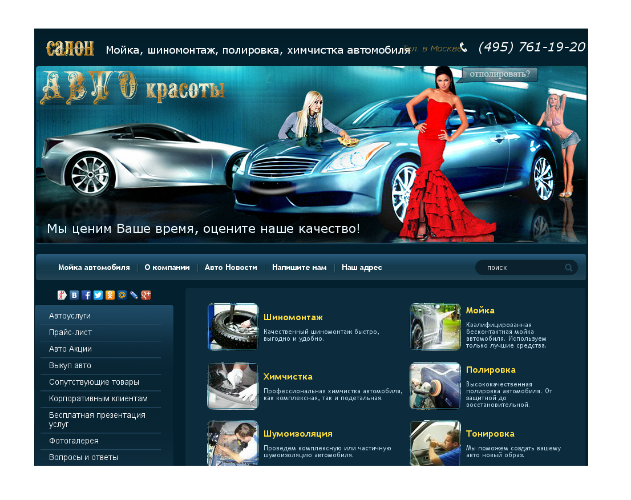 салон Мойка, шиномонтаж, полировка, химчистка автомобиля в Москве (495) 761-19-20
АВТО красоты
отполировать?
Мы ценим Ваше время, оцените наше качество!
Мойка автомобиля О компании Авто Новости Напишите нам Наш адрес поиск
Автоуслуги
Прайс-лист
Авто Акции
Выкуп авто
Сопутствующие товары
Корпоративным клиентам
Бесплатная презентация
услуг
Фотогалерея
Вопросы и ответы
Шиномонтаж
Качественный шиномонтаж быстро,
выгодно и удобно.
Мойка
Квалифицированная
бесконтактная мойка
автомобиля. Используем
только лучшие средства.
Химчистка
Профессиональная химчистка автомобиля,
как комплексная, так и подетальная.
Полировка
Высококачественная
полировка автомобиля. От
защитной до
восстановительной.
Шумоизоляция
Проведем комплексную или частичную
шумоизоляцию автомобиля.
Тонировка
Мы поможем создать вашему
авто новый образ.